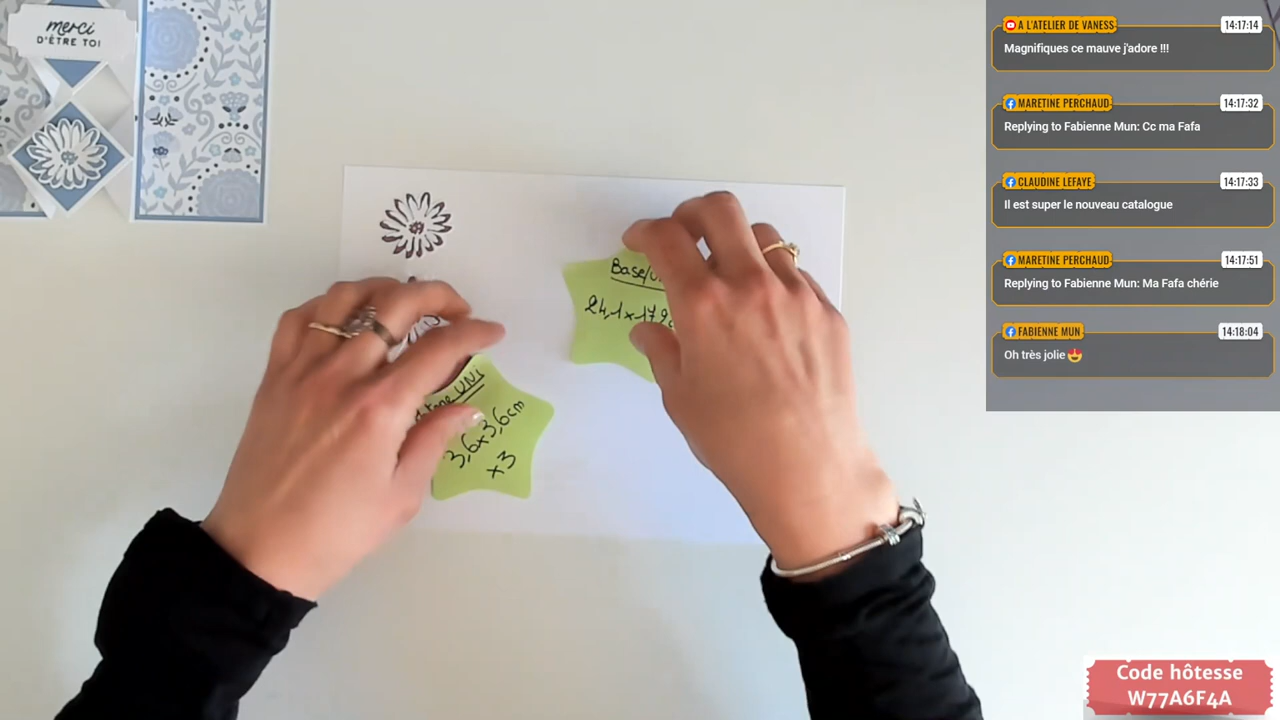 merci
D'ÊTRE TOI
Base/
24,1x17,9
UNI
3,6x3,6cm
x3
A L'ATELIER DE VANESS
14:17:14
Magnifiques ce mauve j'adore !!!
MARETINE PERCHAUD
14:17:32
Replying to Fabienne Mun: Cc ma Fafa
CLAUDINE LEFAYE
14:17:33
Il est super le nouveau catalogue
MARETINE PERCHAUD
14:17:51
Replying to Fabienne Mun: Ma Fafa chérie
FABIENNE MUN
14:18:04
Oh très jolie😍
Code hôtesse
W77A6F4A